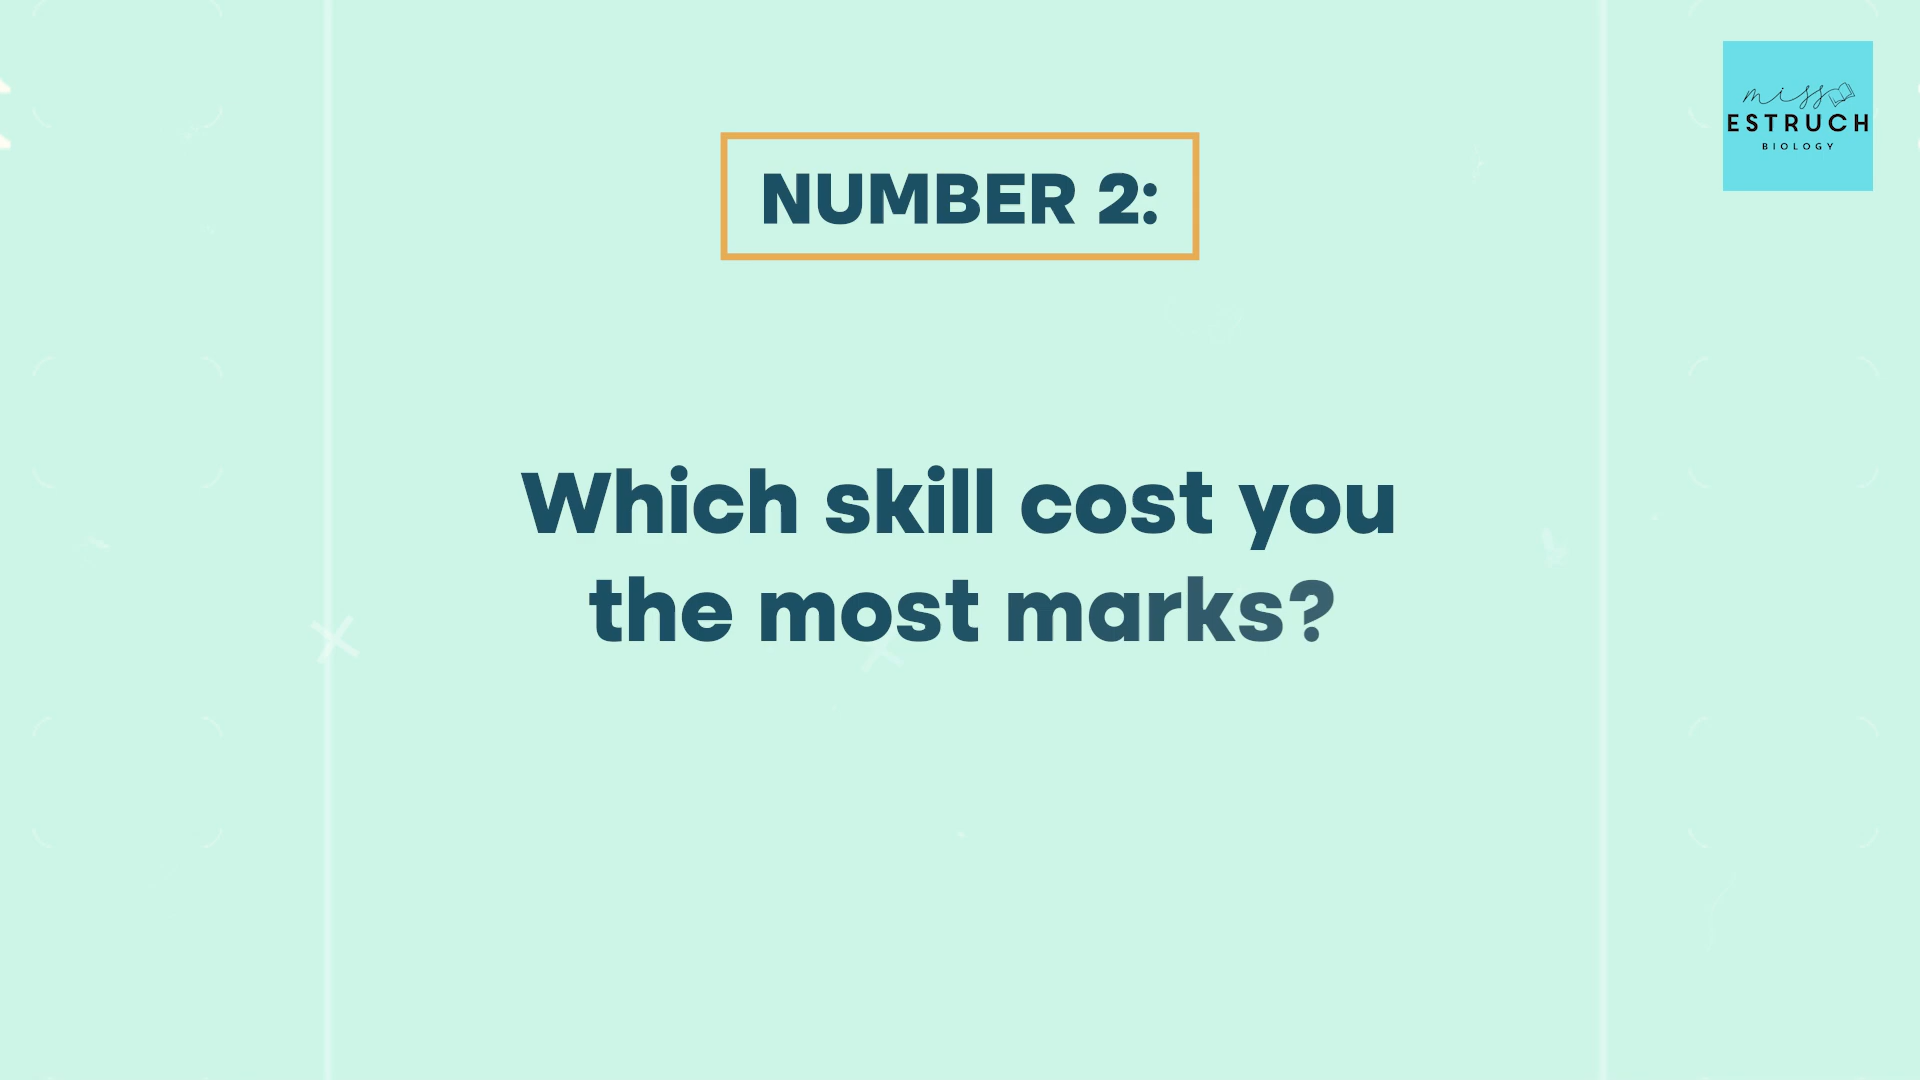 miss
ESTRUCH
BIOLOGY
NUMBER 2:
Which skill cost you
the most marks?